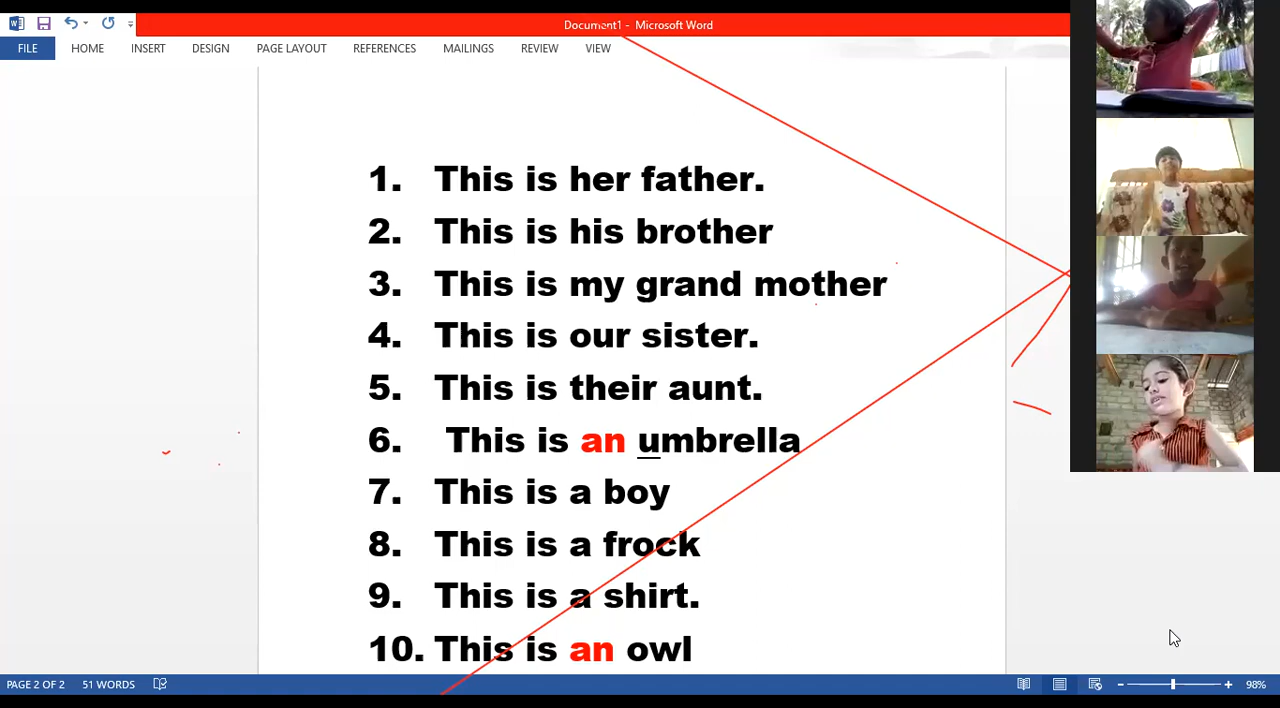 Document1 - Microsoft Word
FILE HOME INSERT DESIGN PAGE LAYOUT REFERENCES MAILINGS REVIEW VIEW
1. This is her father.
2. This is his brother
3. This is my grand mother
4. This is our sister.
5. This is their aunt.
6. This is an umbrella
7. This is a boy
8. This is a frock
9. This is a shirt.
10. This is an owl
PAGE 2 OF 2 51 WORDS 98%